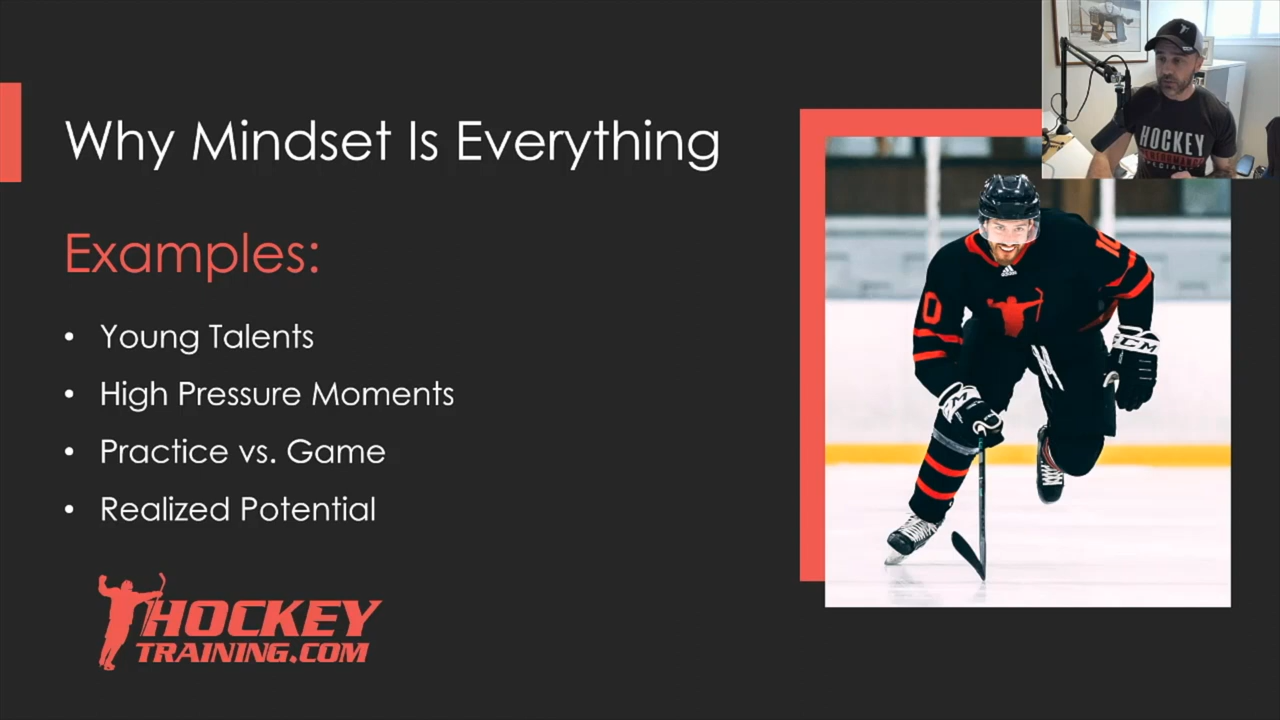 Why Mindset Is Everything
Examples:
• Young Talents
• High Pressure Moments
• Practice vs. Game
• Realized Potential
HOCKEY
TRAINING.COM
10
0
CCM
HOCKEY